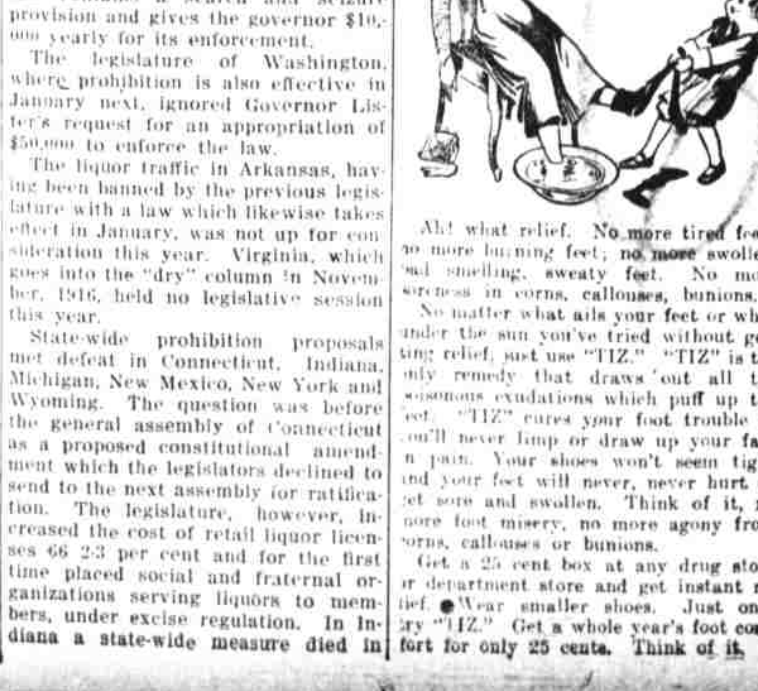 provision and gives the governor $10,-
000 yearly for its enforcement.
The legislature of Washington,
where prohibition is also effective in
January next, ignored Governor Lis-
ter's request for an appropriation of
$50,000 to enforce the law.
The liquor traffic in Arkansas, hav-
ing been banned by the previous legis-
lature with a law which likewise takes
effect in January, was not up for con
sideration this year. Virginia, which
goes into the "dry" column in Novem-
ber, 1916, held no legislative session
this year.
State-wide prohibition proposals
met defeat in Connecticut, Indiana,
Michigan, New Mexico, New York and
Wyoming. The question was before
the general assembly of Connecticut
as a proposed constitutional amend-
ment which the legislators declined to
send to the next assembly for ratifica-
tion. The legislature, however, in-
creased the cost of retail liquor licen-
ses 66 2-3 per cent and for the first
time placed social and fraternal or-
ganizations serving liquors to mem-
bers, under excise regulation. In In-
diana a state-wide measure died in
Ah! what relief. No more tired fee
no more burning feet; no more swolle
bad smelling, sweaty feet. No mo
soreness in corns, callouses, bunions.
No matter what ails your feet or wh
under the sun you've tried without ge
ting relief, just use "TIZ." "TIZ" is t
only remedy that draws out all t
poisonous exudations which puff up t
eet. "TIZ" cures your foot trouble
you'll never limp or draw up your fa
n pain. Your shoes won't seem tig
and your feet will never, never hurt
get sore and swollen. Think of it,
more foot misery, no more agony fro
corns, callouses or bunions.
Get a 25 cent box at any drug sto
or department store and get instant
lief. Wear smaller shoes. Just on
try "TIZ." Get a whole year's foot co
fort for only 25 cents. Think of it,